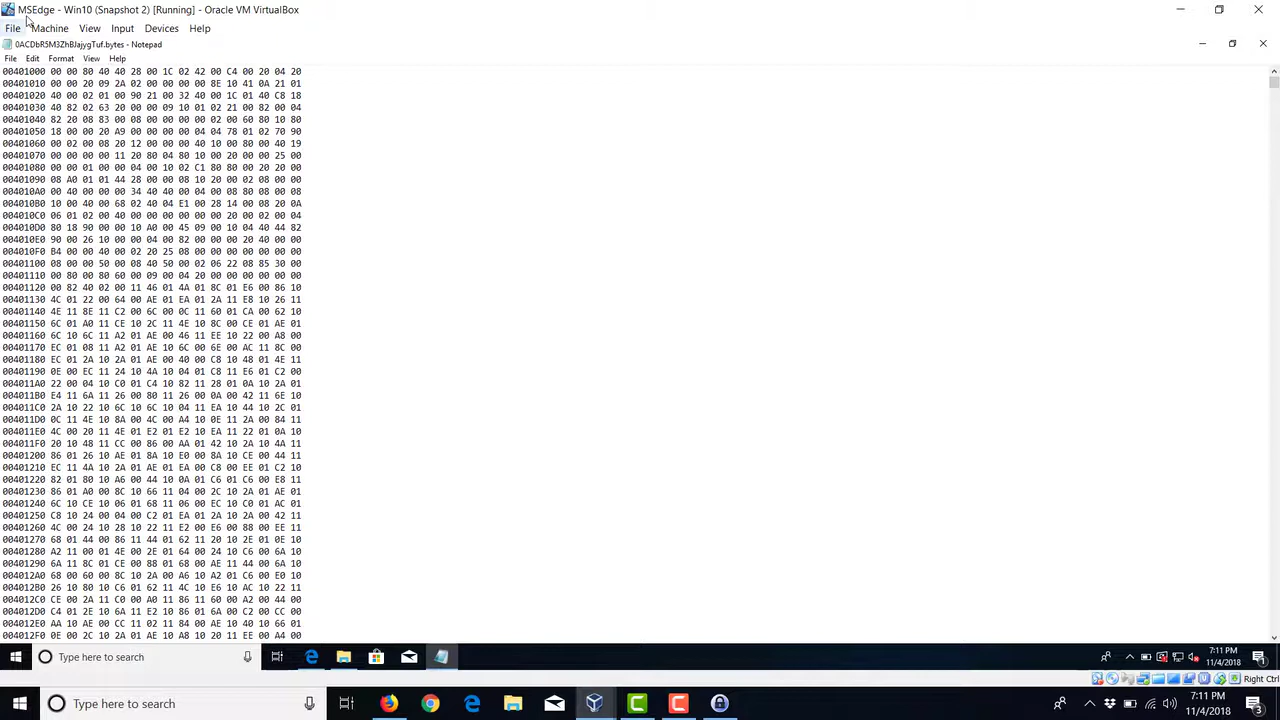 MSEdge - Win10 (Snapshot 2) [Running] - Oracle VM VirtualBox
File Machine View Input Devices Help
0ACDbR5M3ZhBJajygTuf.bytes - Notepad
File Edit Format View Help
00401000 00 00 80 40 40 28 00 1C 02 42 00 C4 00 20 04 20
00401010 00 00 20 09 2A 02 00 00 00 00 8E 10 41 0A 21 01
00401020 40 00 02 01 00 90 21 00 32 40 00 1C 01 40 C8 18
00401030 40 82 02 63 20 00 00 09 10 01 02 21 00 82 00 04
00401040 82 20 08 83 00 08 00 00 00 00 02 00 60 80 10 80
00401050 18 00 00 20 A9 00 00 00 00 04 04 78 01 02 70 90
00401060 00 02 00 08 20 12 00 00 00 40 10 00 80 00 40 19
00401070 00 00 00 00 11 20 80 04 80 10 00 20 00 00 25 00
00401080 00 00 01 00 00 04 00 10 02 C1 80 80 00 20 20 00
00401090 08 A0 01 01 44 28 00 00 08 10 20 00 02 08 00 00
004010A0 00 40 00 00 00 34 40 40 00 04 00 08 80 08 00 08
004010B0 10 00 40 00 68 02 40 04 E1 00 28 14 00 08 20 0A
004010C0 06 01 02 00 40 00 00 00 00 00 00 20 00 02 00 04
004010D0 80 18 90 00 00 10 A0 00 45 09 00 10 04 40 44 82
004010E0 90 00 26 10 00 00 04 00 82 00 00 00 20 40 00 00
004010F0 B4 00 00 40 00 02 20 25 08 00 00 00 00 00 00 00
00401100 08 00 00 50 00 08 40 50 00 02 06 22 08 85 30 00
00401110 00 80 00 80 60 00 09 00 04 20 00 00 00 00 00 00
00401120 00 82 40 02 00 11 46 01 4A 01 8C 01 E6 00 86 10
00401130 4C 01 22 00 64 00 AE 01 EA 01 2A 11 E8 10 26 11
00401140 4E 11 8E 11 C2 00 6C 00 0C 11 60 01 CA 00 62 10
00401150 6C 01 A0 11 CE 10 2C 11 4E 10 8C 00 CE 01 AE 01
00401160 6C 10 6C 11 A2 01 AE 00 46 11 EE 10 22 00 A8 00
00401170 EC 01 08 11 A2 01 AE 10 6C 00 6E 00 AC 11 8C 00
00401180 EC 01 2A 10 2A 01 AE 00 40 00 C8 10 48 01 4E 11
00401190 0E 00 EC 11 24 10 4A 10 04 01 C8 11 E6 01 C2 00
004011A0 22 00 04 10 C0 01 C4 10 82 11 28 01 0A 10 2A 01
004011B0 E4 11 6A 11 26 00 80 11 26 00 0A 00 42 11 6E 10
004011C0 2A 10 22 10 6C 10 6C 10 04 11 EA 10 44 10 2C 01
004011D0 0C 11 4E 10 8A 00 4C 00 A4 10 0E 11 2A 00 84 11
004011E0 4C 00 20 11 4E 01 E2 01 E2 10 EA 11 22 01 0A 10
004011F0 20 10 48 11 CC 00 86 00 AA 01 42 10 2A 10 4A 11
00401200 86 01 26 10 AE 01 8A 10 E0 00 8A 10 CE 00 44 11
00401210 EC 11 4A 10 2A 01 AE 01 EA 00 C8 00 EE 01 C2 10
00401220 82 01 80 10 A6 00 44 10 0A 01 C6 01 C6 00 E8 11
00401230 86 01 A0 00 8C 10 66 11 04 00 2C 10 2A 01 AE 01
00401240 6C 10 CE 10 06 01 68 11 06 00 EC 10 C0 01 AC 01
00401250 C8 10 24 00 04 00 C2 01 EA 01 2A 10 2A 00 42 11
00401260 4C 00 24 10 28 10 22 11 E2 00 E6 00 88 00 EE 11
00401270 68 01 44 00 86 11 44 01 62 11 20 10 2E 01 0E 10
00401280 A2 11 00 01 4E 00 2E 01 64 00 24 10 C6 00 6A 10
00401290 6A 11 8C 01 CE 00 88 01 68 00 AE 11 44 00 6A 10
004012A0 68 00 60 00 8C 10 2A 00 A6 10 A2 01 C6 00 E0 10
004012B0 26 10 80 10 C6 01 62 11 4C 10 E6 10 AC 10 22 11
004012C0 CE 00 2A 11 C0 00 A0 11 86 11 60 00 A2 00 44 00
004012D0 C4 01 2E 10 6A 11 E2 10 86 01 6A 00 C2 00 CC 00
004012E0 AA 10 AE 00 CC 11 02 11 84 00 AE 10 40 10 66 01
004012F0 0E 00 2C 10 2A 01 AE 10 A8 10 20 11 EE 00 A4 00
Type here to search
7:11 PM
11/4/2018
Right Ctrl
Type here to search
7:11 PM
11/4/2018